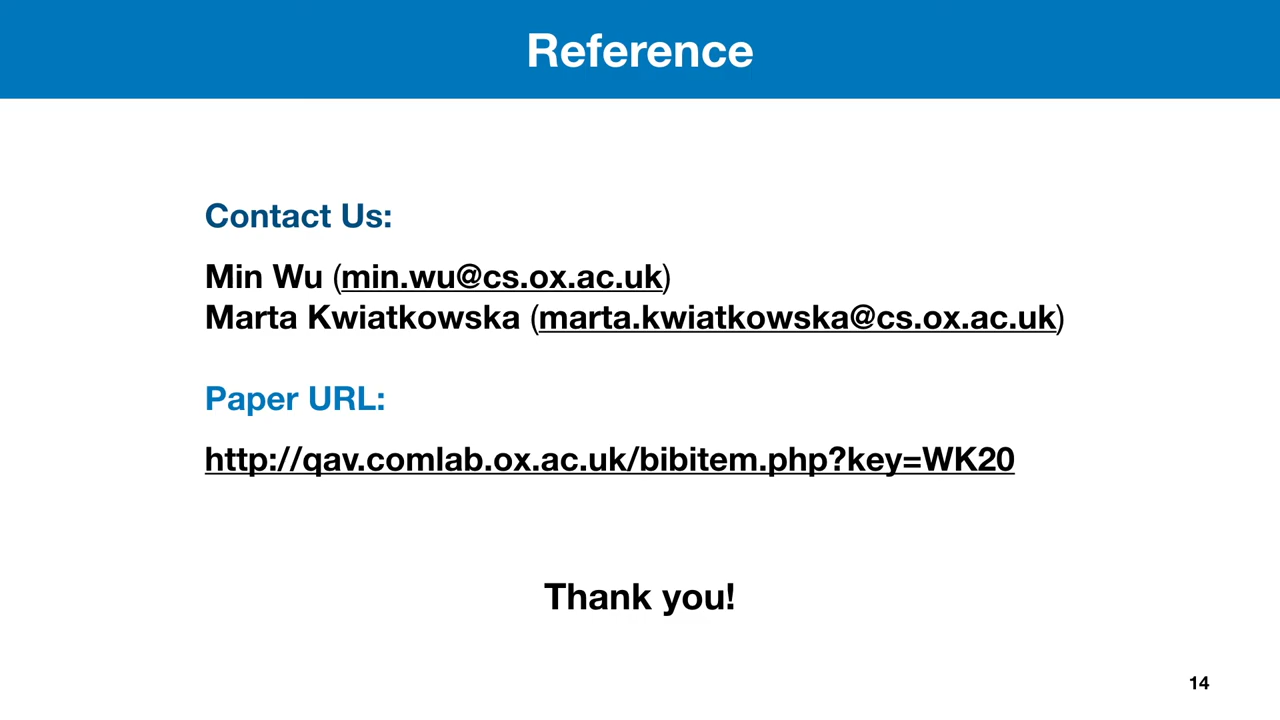 Reference
Contact Us:
Min Wu (min.wu@cs.ox.ac.uk)
Marta Kwiatkowska (marta.kwiatkowska@cs.ox.ac.uk)
Paper URL:
http://qav.comlab.ox.ac.uk/bibitem.php?key=WK20
Thank you!
14